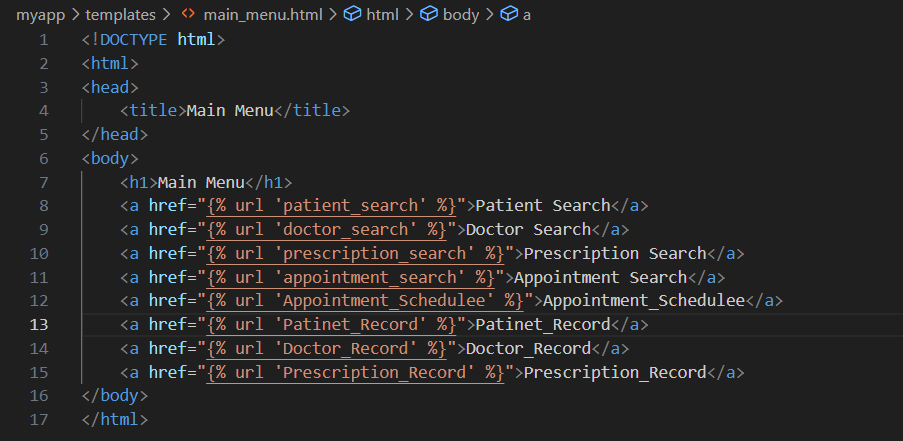 myapp > templates > <> main_menu.html > html > body > a
1 <!DOCTYPE html>
2 <html>
3 <head>
4     <title>Main Menu</title>
5 </head>
6 <body>
7     <h1>Main Menu</h1>
8     <a href="{% url 'patient_search' %}">Patient Search</a>
9     <a href="{% url 'doctor_search' %}">Doctor Search</a>
10     <a href="{% url 'prescription_search' %}">Prescription Search</a>
11     <a href="{% url 'appointment_search' %}">Appointment Search</a>
12     <a href="{% url 'Appointment_Schedulee' %}">Appointment_Schedulee</a>
13     <a href="{% url 'Patinet_Record' %}">Patinet_Record</a>
14     <a href="{% url 'Doctor_Record' %}">Doctor_Record</a>
15     <a href="{% url 'Prescription_Record' %}">Prescription_Record</a>
16 </body>
17 </html>